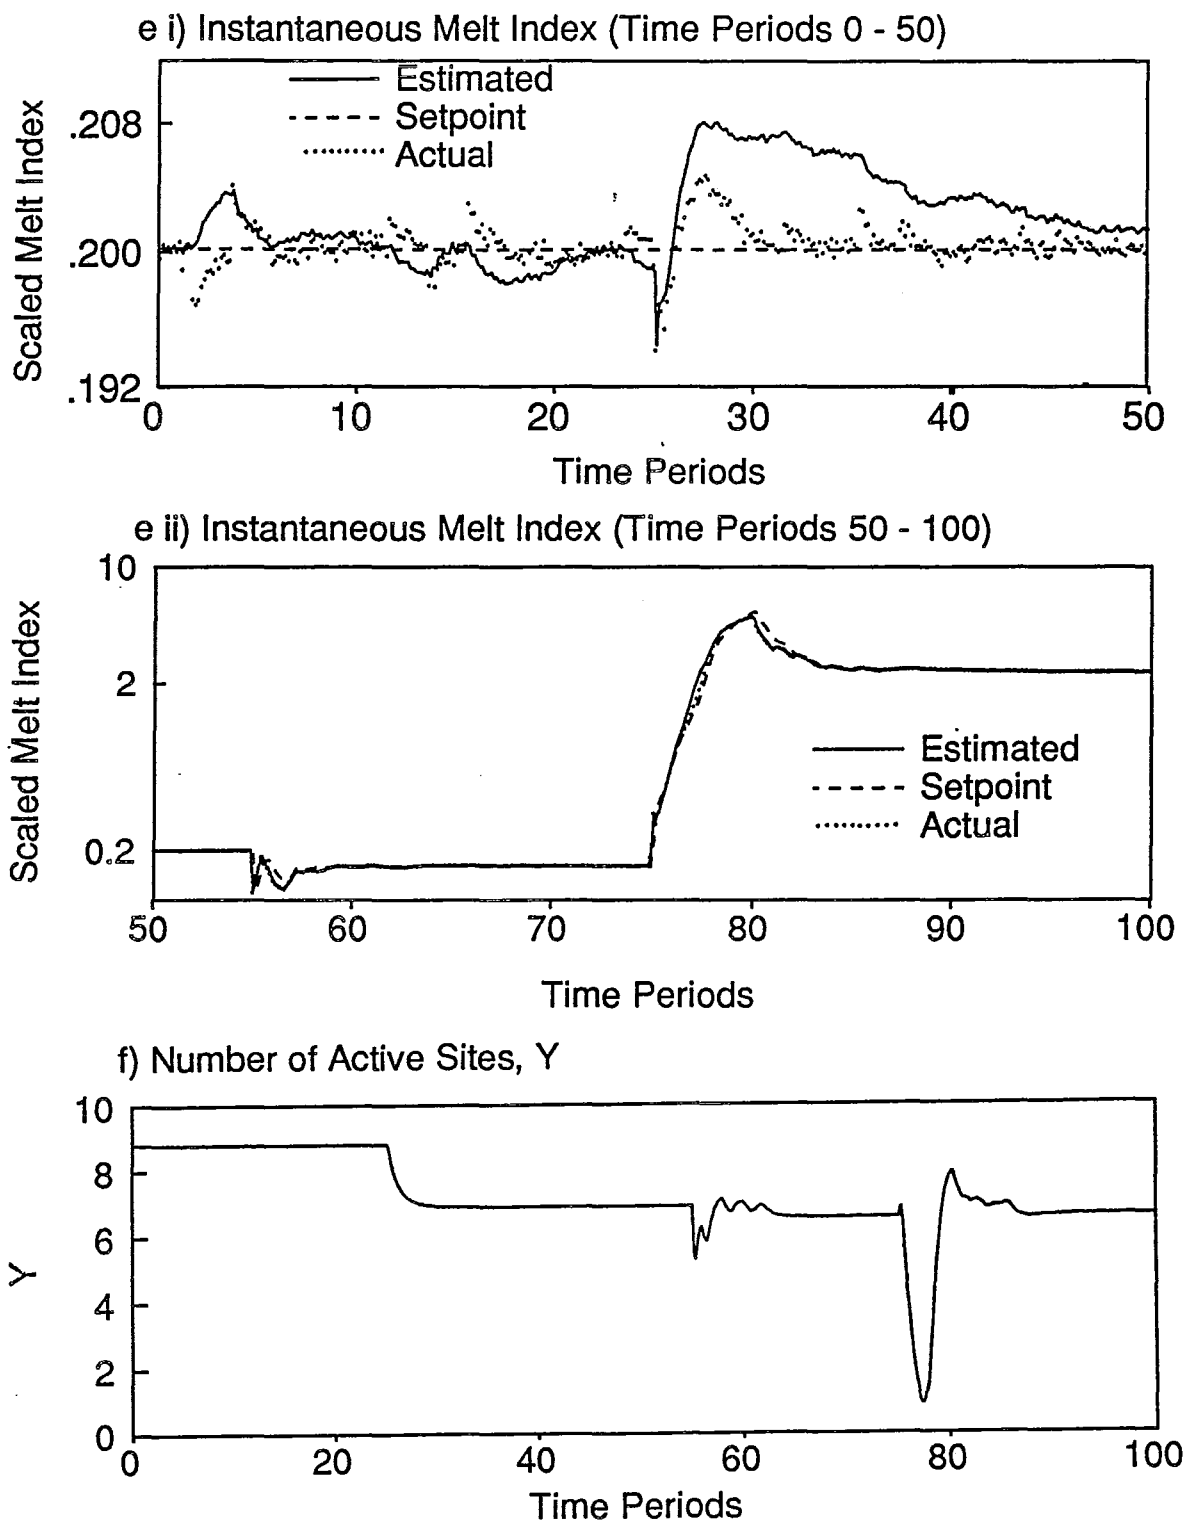 e i) Instantaneous Melt Index (Time Periods 0 - 50)
Estimated
Setpoint
Actual
Scaled Melt Index
.208
.200
.192
0 10 20 30 40 50
Time Periods
e ii) Instantaneous Melt Index (Time Periods 50 - 100)
Scaled Melt Index
10
2
0.2
Estimated
Setpoint
Actual
50 60 70 80 90 100
Time Periods
f) Number of Active Sites, Y
Y
10
8
6
4
2
0
0 20 40 60 80 100
Time Periods